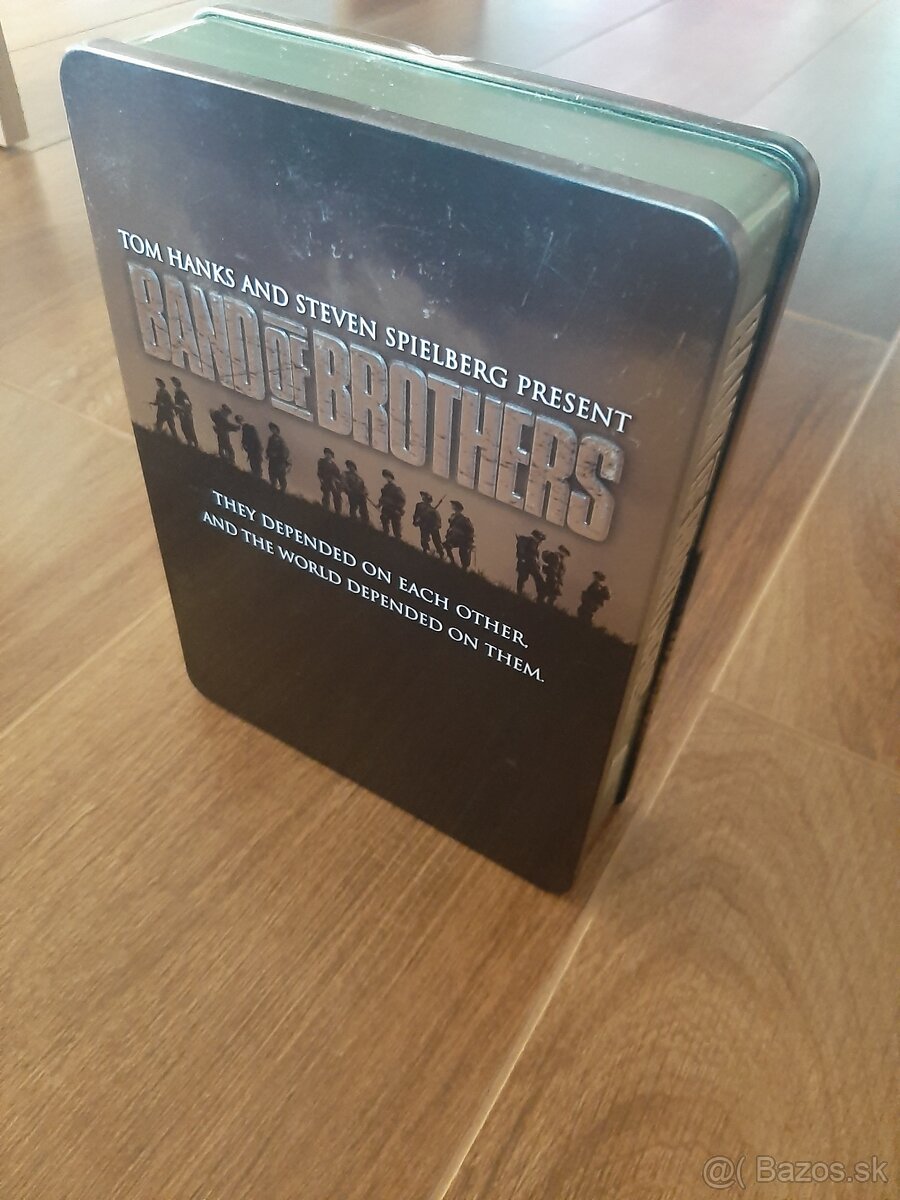 TOM HANKS AND STEVEN SPIELBERG PRESENT
BAND OF BROTHERS
THEY DEPENDED ON EACH OTHER,
AND THE WORLD DEPENDED ON THEM.
@( Bazos.sk